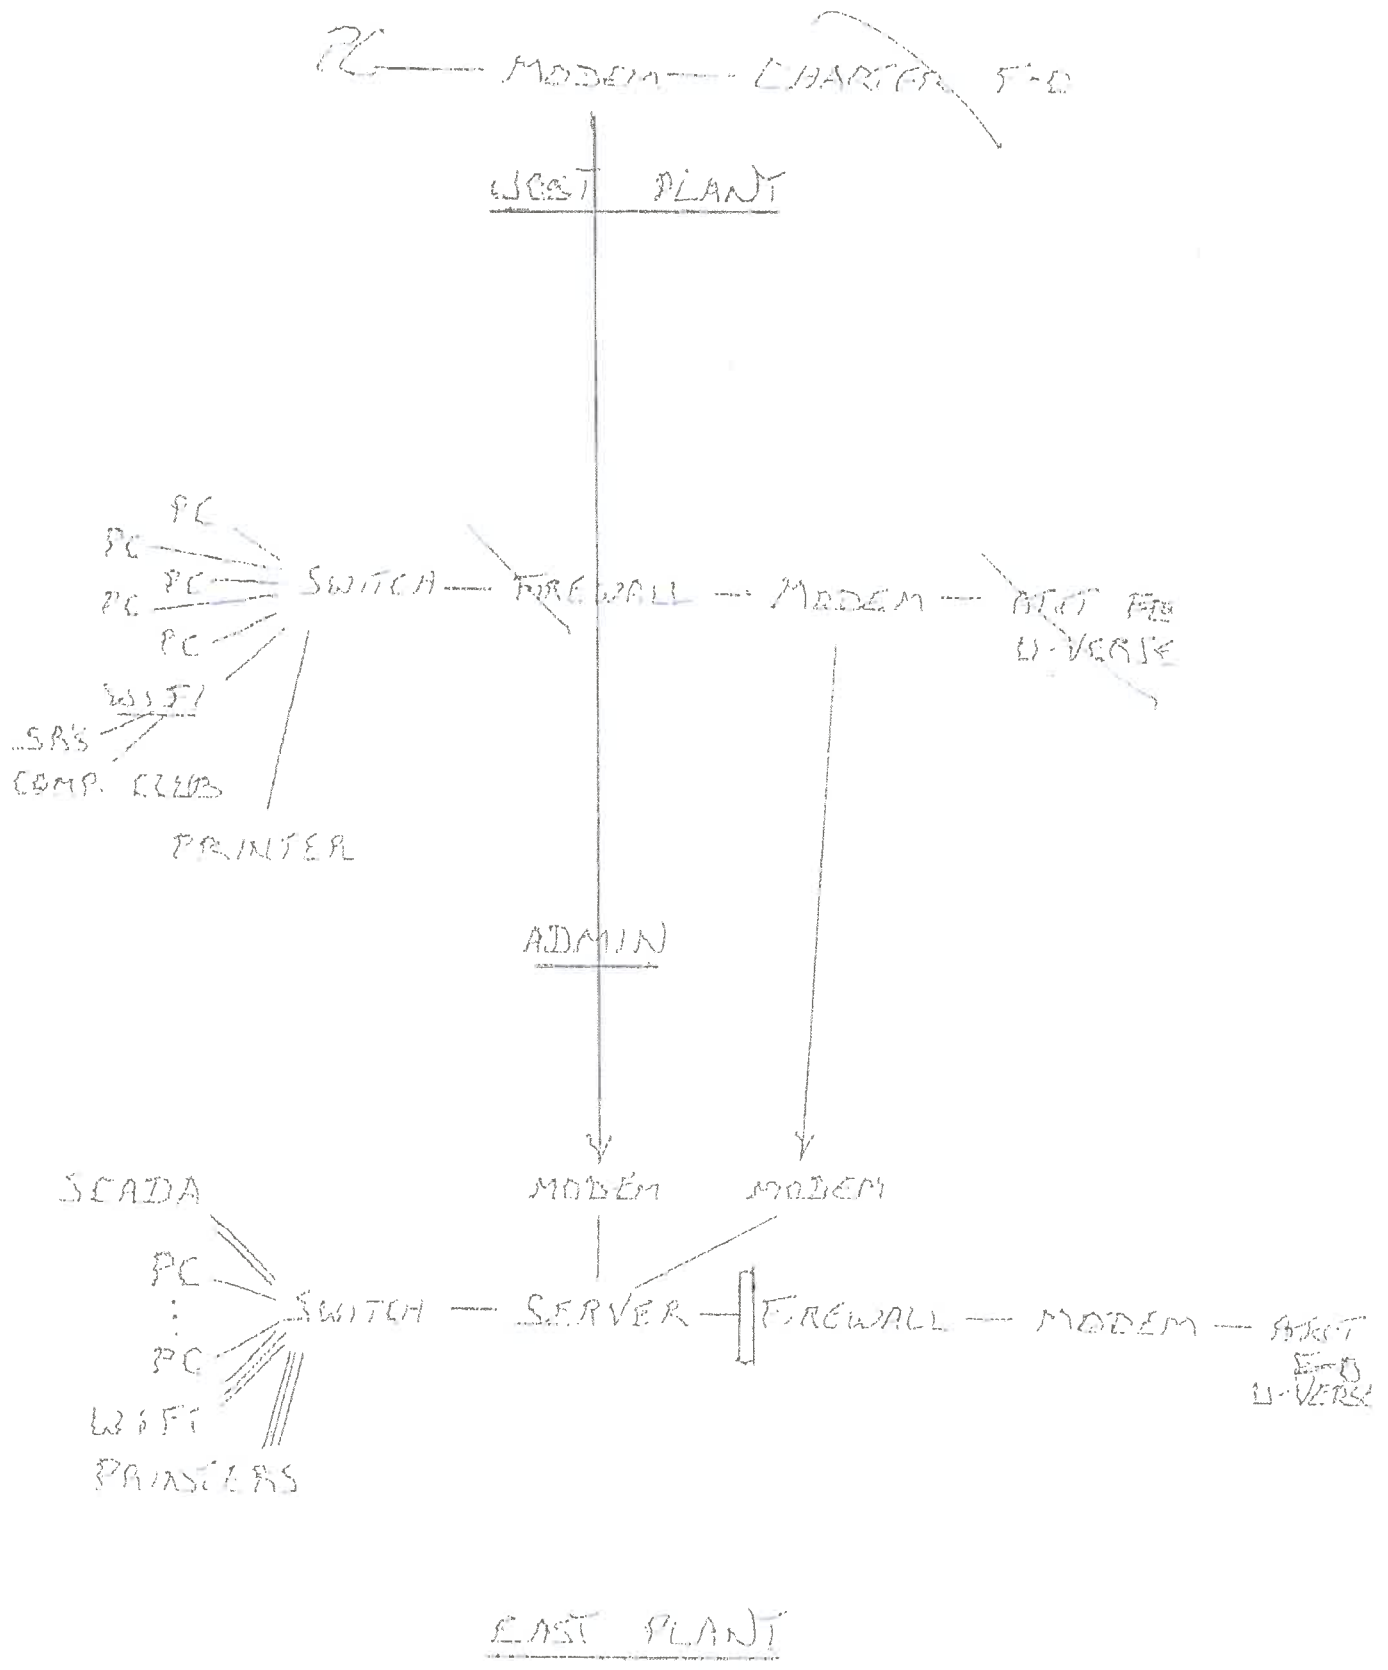 PC MODEM CHARTER
WEST PLANT
PC
PC
PC
PC
PC
SWITCH FIREWALL MODEM AT&T
U-VERSE
WIFI
SR'S
COMP. CLUB
PRINTER
ADMIN
SCADA MODEM MODEM
PC
SWITCH SERVER FIREWALL MODEM AT&T
U-VERSE
PC
WIFI
PRINTERS
EAST PLANT